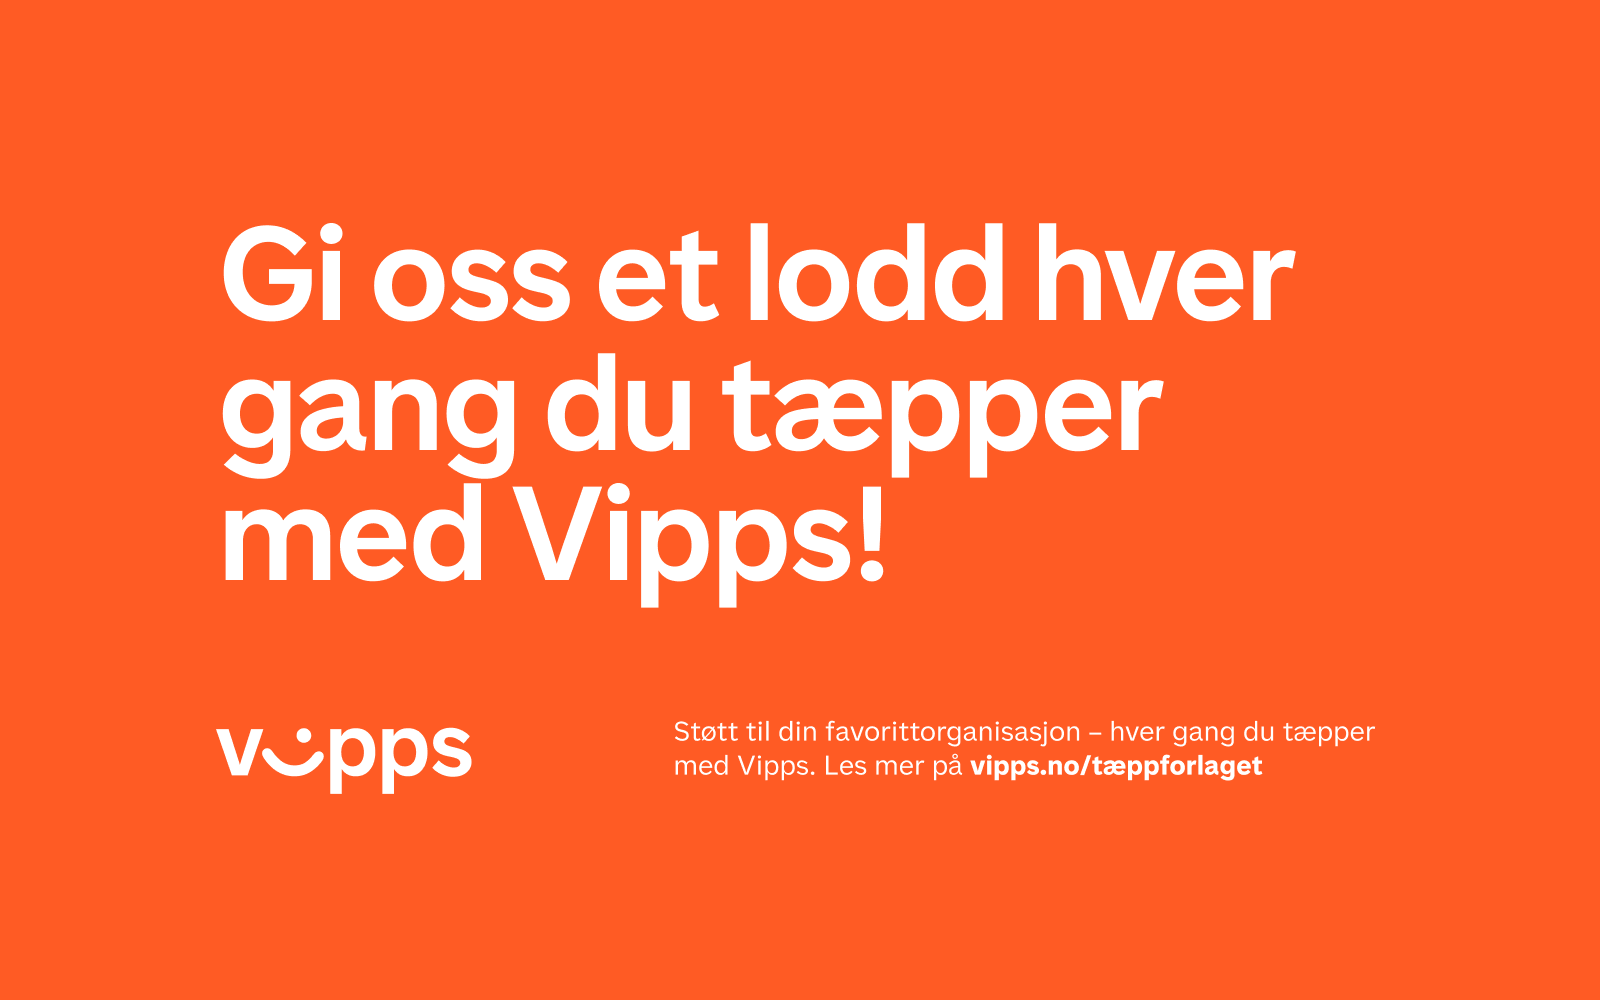 Gi oss et lodd hver
gang du tæpper
med Vipps!
vipps
Støtt til din favorittorganisasjon – hver gang du tæpper
med Vipps. Les mer på vipps.no/tæppforlaget